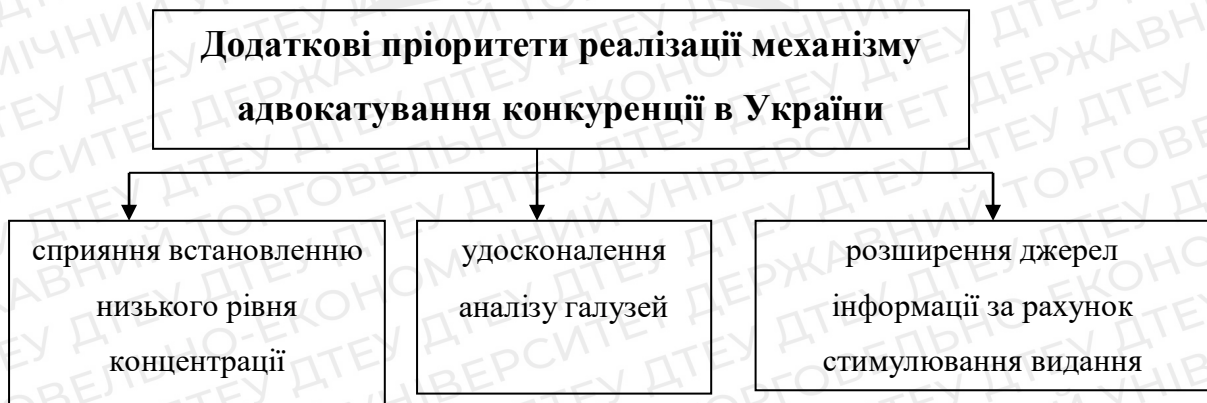 Додаткові пріоритети реалізації механізму
адвокатування конкуренції в Україні
сприяння встановленню
низького рівня
концентрації
удосконалення
аналізу галузей
розширення джерел
інформації за рахунок
стимулювання видання